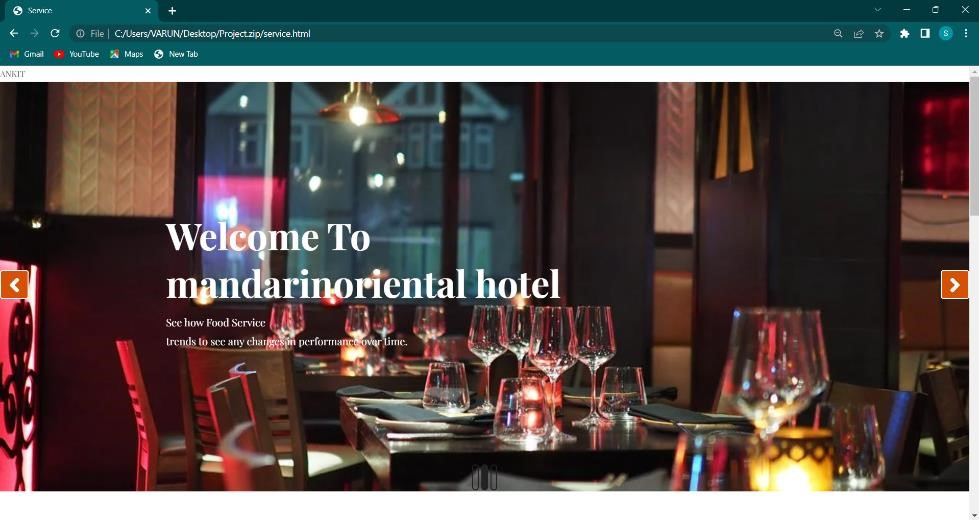 Service
File | C:/Users/VARUN/Desktop/Project.zip/service.html
S
Gmail YouTube Maps New Tab
ANKIT
Welcome To
mandarinoriental hotel
See how Food Service
trends to see any changes in performance over time.